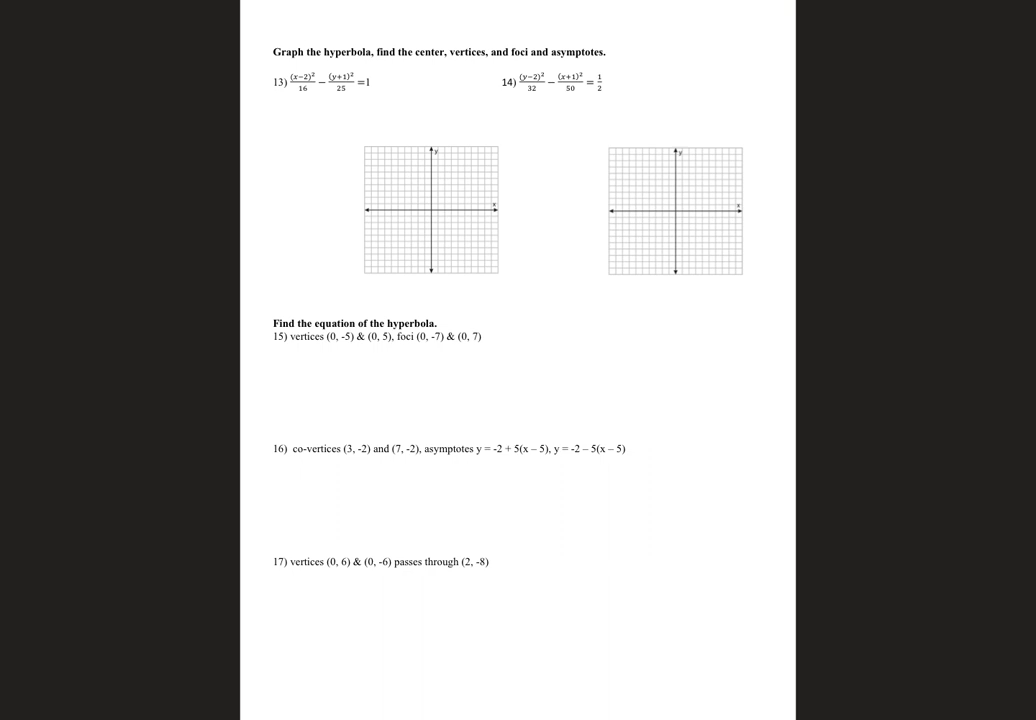 Graph the hyperbola, find the center, vertices, and foci and asymptotes.
13) (x−2)²/16 − (y+1)²/25 =1
14) (y−2)²/32 − (x+1)²/50 = 1/2
y
x
y
x
Find the equation of the hyperbola.
15) vertices (0, -5) & (0, 5), foci (0, -7) & (0, 7)
16) co-vertices (3, -2) and (7, -2), asymptotes y = -2 + 5(x – 5), y = -2 – 5(x – 5)
17) vertices (0, 6) & (0, -6) passes through (2, -8)